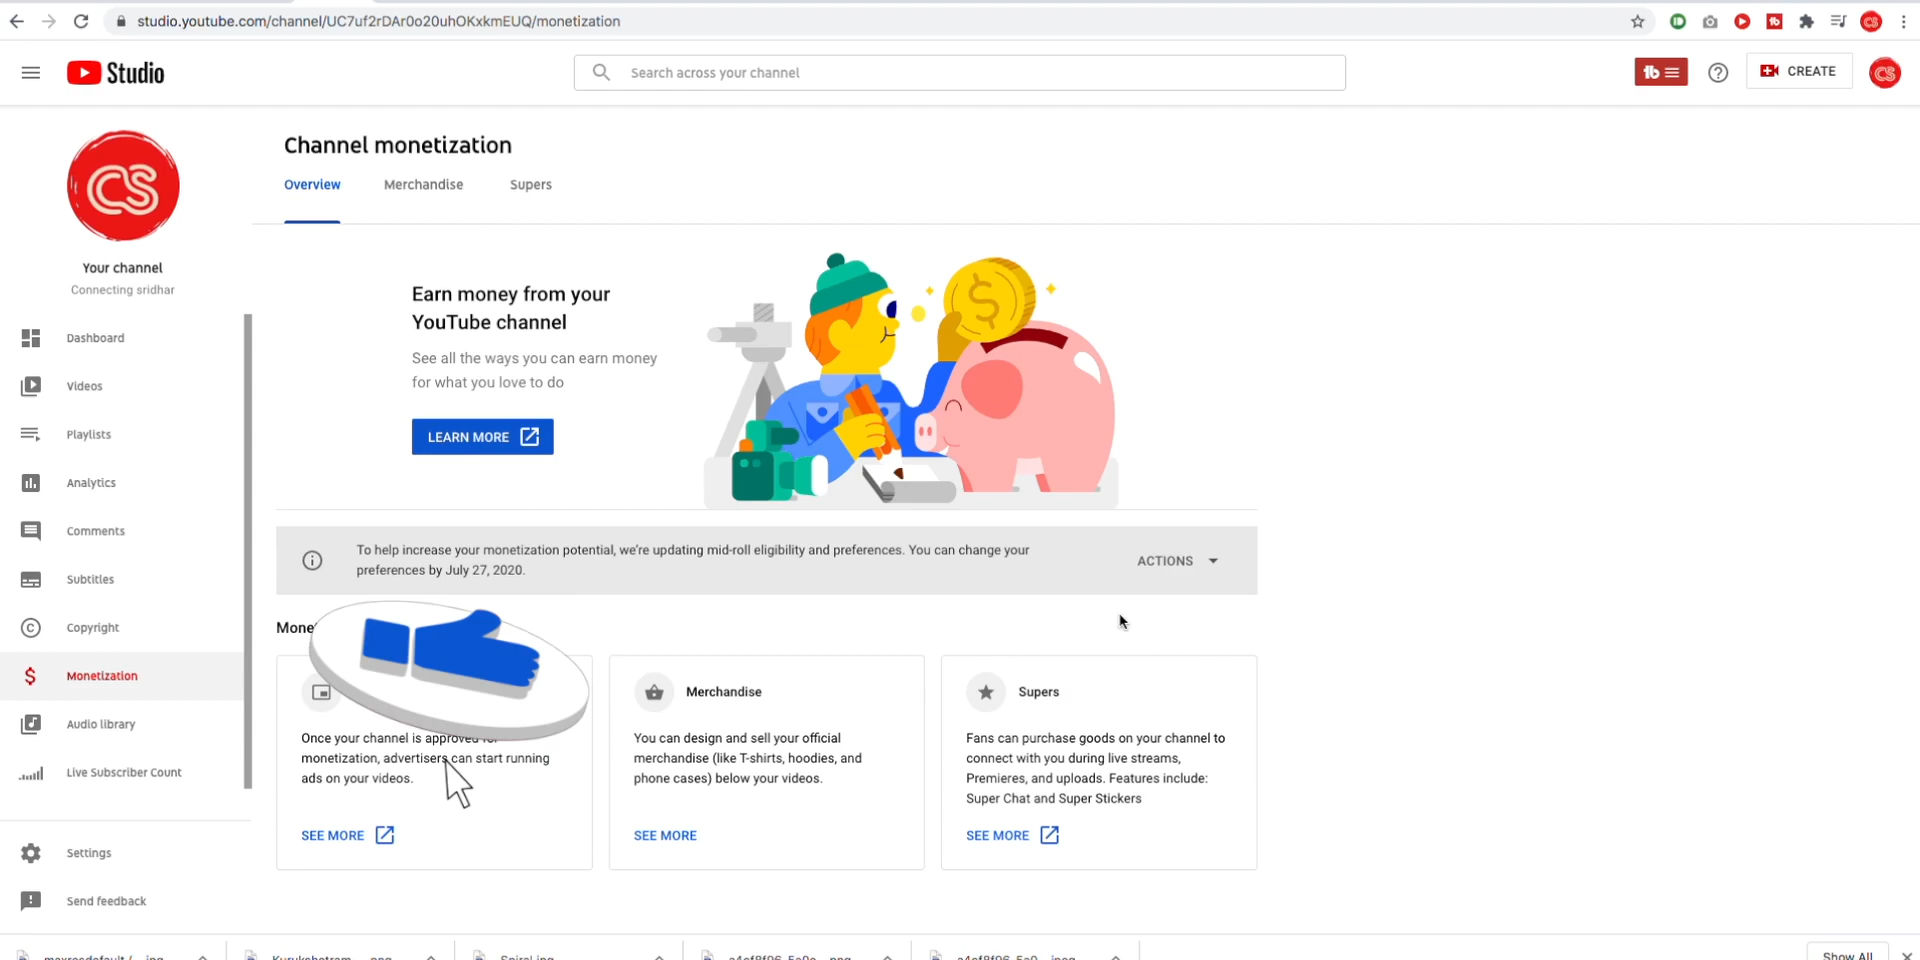 studio.youtube.com/channel/UC7uf2rDAr0o20uhOKxkmEUQ/monetization
Studio
Search across your channel
CREATE
CS
Channel monetization
Overview
Merchandise
Supers
CS
Your channel
Connecting sridhar
Dashboard
Videos
Playlists
Analytics
Comments
Subtitles
Copyright
Monetization
Audio library
Live Subscriber Count
Settings
Send feedback
Earn money from your
YouTube channel
See all the ways you can earn money
for what you love to do
LEARN MORE
To help increase your monetization potential, we're updating mid-roll eligibility and preferences. You can change your
preferences by July 27, 2020.
ACTIONS
Once your channel is approved for
monetization, advertisers can start running
ads on your videos.
SEE MORE
Merchandise
You can design and sell your official
merchandise (like T-shirts, hoodies, and
phone cases) below your videos.
SEE MORE
Supers
Fans can purchase goods on your channel to
connect with you during live streams,
Premieres, and uploads. Features include:
Super Chat and Super Stickers
SEE MORE
Show All